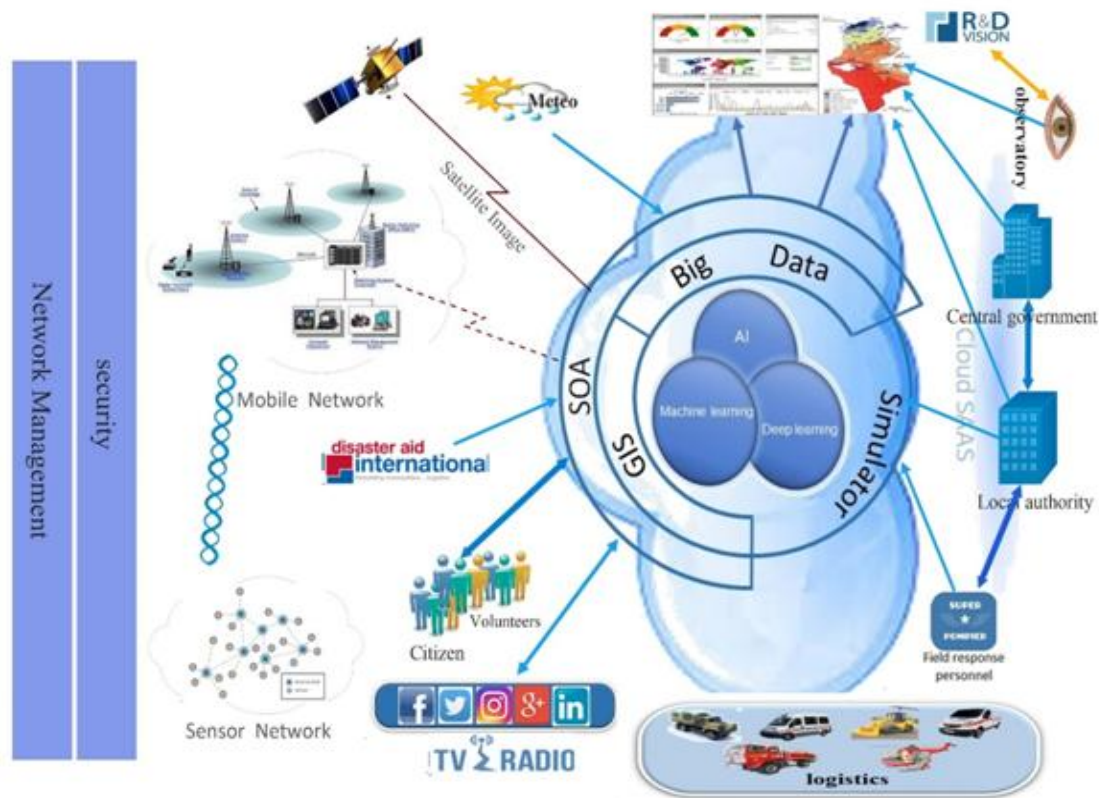 R&D
VISION
Meteo
observatory
Satellite Image
Network Management
security
Big Data
AI
Machine learning
Deep learning
SOA
GIS
Simulator
Central government
Cloud SAAS
Mobile Network
disaster aid
international
Local authority
Volunteers
Citizen
SUPER
Field response
personnel
Sensor Network
f
g+
in
TV RADIO
logistics